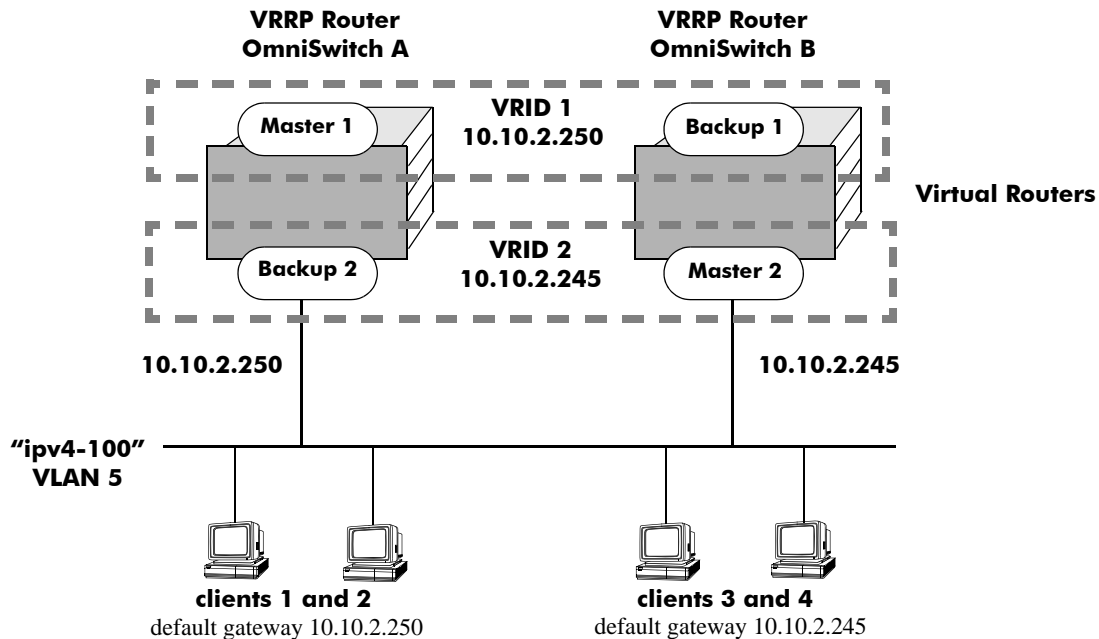 VRRP Router
OmniSwitch A
VRRP Router
OmniSwitch B
Master 1
VRID 1
10.10.2.250
Backup 1
Virtual Routers
Backup 2
VRID 2
10.10.2.245
Master 2
10.10.2.250
10.10.2.245
“ipv4-100”
VLAN 5
clients 1 and 2
default gateway 10.10.2.250
clients 3 and 4
default gateway 10.10.2.245